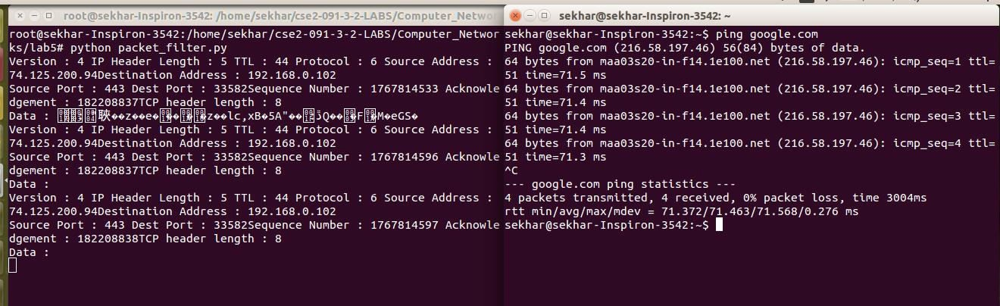 root@sekhar-Inspiron-3542: /home/sekhar/cse2-091-3-2-LABS/Computer_Networ
root@sekhar-Inspiron-3542:/home/sekhar/cse2-091-3-2-LABS/Computer_Networ
ks/lab5# python packet_filter.py
Version : 4 IP Header Length : 5 TTL : 44 Protocol : 6 Source Address :
74.125.200.94Destination Address : 192.168.0.102
Source Port : 443 Dest Port : 33582Sequence Number : 1767814533 Acknowle
dgement : 182208837TCP header length : 8
Data :
Version : 4 IP Header Length : 5 TTL : 44 Protocol : 6 Source Address :
74.125.200.94Destination Address : 192.168.0.102
Source Port : 443 Dest Port : 33582Sequence Number : 1767814596 Acknowle
dgement : 182208837TCP header length : 8
Data :
Version : 4 IP Header Length : 5 TTL : 44 Protocol : 6 Source Address :
74.125.200.94Destination Address : 192.168.0.102
Source Port : 443 Dest Port : 33582Sequence Number : 1767814597 Acknowle
dgement : 182208838TCP header length : 8
Data :
sekhar@sekhar-Inspiron-3542: ~
sekhar@sekhar-Inspiron-3542:~$ ping google.com
PING google.com (216.58.197.46) 56(84) bytes of data.
64 bytes from maa03s20-in-f14.1e100.net (216.58.197.46): icmp_seq=1 ttl=
51 time=71.5 ms
64 bytes from maa03s20-in-f14.1e100.net (216.58.197.46): icmp_seq=2 ttl=
51 time=71.4 ms
64 bytes from maa03s20-in-f14.1e100.net (216.58.197.46): icmp_seq=3 ttl=
51 time=71.4 ms
64 bytes from maa03s20-in-f14.1e100.net (216.58.197.46): icmp_seq=4 ttl=
51 time=71.3 ms
^C
--- google.com ping statistics ---
4 packets transmitted, 4 received, 0% packet loss, time 3004ms
rtt min/avg/max/mdev = 71.372/71.463/71.568/0.276 ms
sekhar@sekhar-Inspiron-3542:~$